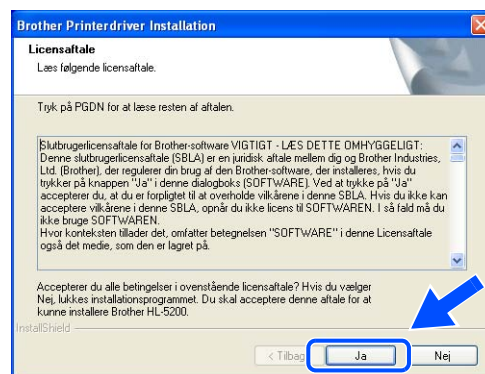 Brother Printerdriver Installation
Licensaftale
Læs følgende licensaftale.
Tryk på PGDN for at læse resten af aftalen.
Slutbrugerlicensaftale for Brother-software VIGTIGT - LÆS DETTE OMHYGGELIGT:
Denne slutbrugerlicensaftale (SBLA) er en juridisk aftale mellem dig og Brother Industries,
Ltd. (Brother), der regulerer din brug af den Brother-software, der installeres, hvis du
trykker på knappen "Ja" i denne dialogboks (SOFTWARE). Ved at trykke på "Ja"
accepterer du, at du er forpligtet til at overholde vilkårene i denne SBLA. Hvis du ikke kan
acceptere vilkårene i denne SBLA, opnår du ikke licens til SOFTWAREN. I så fald må du
ikke bruge SOFTWAREN.
Hvor konteksten tillader det, omfatter betegnelsen "SOFTWARE" i denne Licensaftale
også det medie, som den er lagret på.
Accepterer du alle betingelser i ovenstående licensaftale? Hvis du vælger
Nej, lukkes installationsprogrammet. Du skal acceptere denne aftale for at
kunne installere Brother HL-5200.
InstallShield
< Tilbag
Ja
Nej